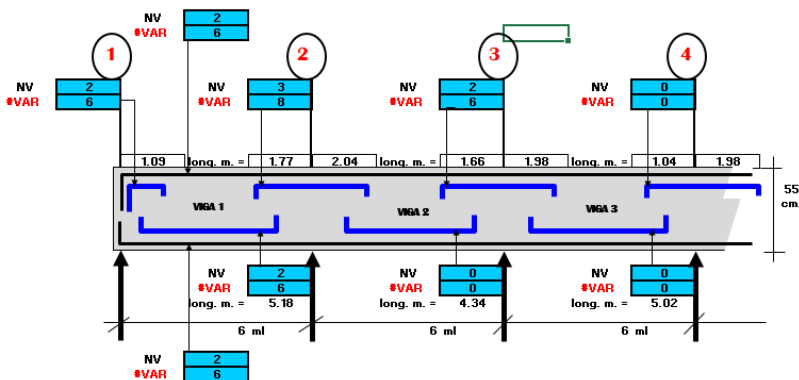 NV 2
#VAR 6
1 2 3 4
NV 2 NV 3 NV 2 NV 0
#VAR 6 #VAR 8 #VAR 6 #VAR 0
1.09 long. m. = 1.77 2.04 long. m. = 1.66 1.98 long. m. = 1.04 1.98
VIGA 1 VIGA 2 VIGA 3
55
cm.
NV 2 NV 0 NV 0
#VAR 6 #VAR 0 #VAR 0
long. m. = 5.18 long. m. = 4.34 long. m. = 5.02
6 ml 6 ml 6 ml
NV 2
#VAR 6